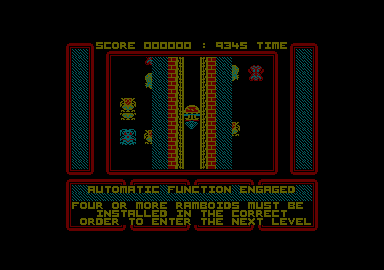 SCORE 000000 : 9345 TIME
AUTOMATIC FUNCTION ENGAGED
FOUR OR MORE RAMBOIDS MUST BE
INSTALLED IN THE CORRECT
ORDER TO ENTER THE NEXT LEVEL